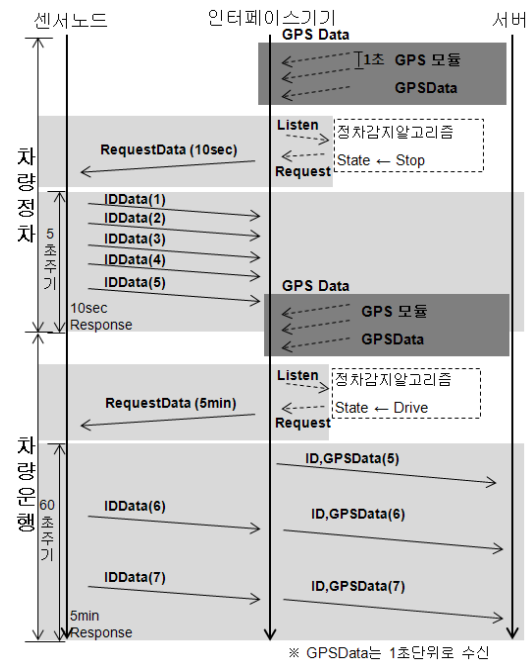 센서노드
인터페이스기기
서버
GPS Data
1초 GPS 모듈
GPSData
Listen
정차감지알고리즘
RequestData (10sec)
Request
State ← Stop
차량정차
5초주기
IDData(1)
IDData(2)
IDData(3)
IDData(4)
IDData(5)
10sec
Response
GPS Data
GPS 모듈
GPSData
Listen
정차감지알고리즘
RequestData (5min)
Request
State ← Drive
차량운행
60초주기
ID,GPSData(5)
IDData(6)
ID,GPSData(6)
IDData(7)
ID,GPSData(7)
5min
Response
※ GPSData는 1초단위로 수신